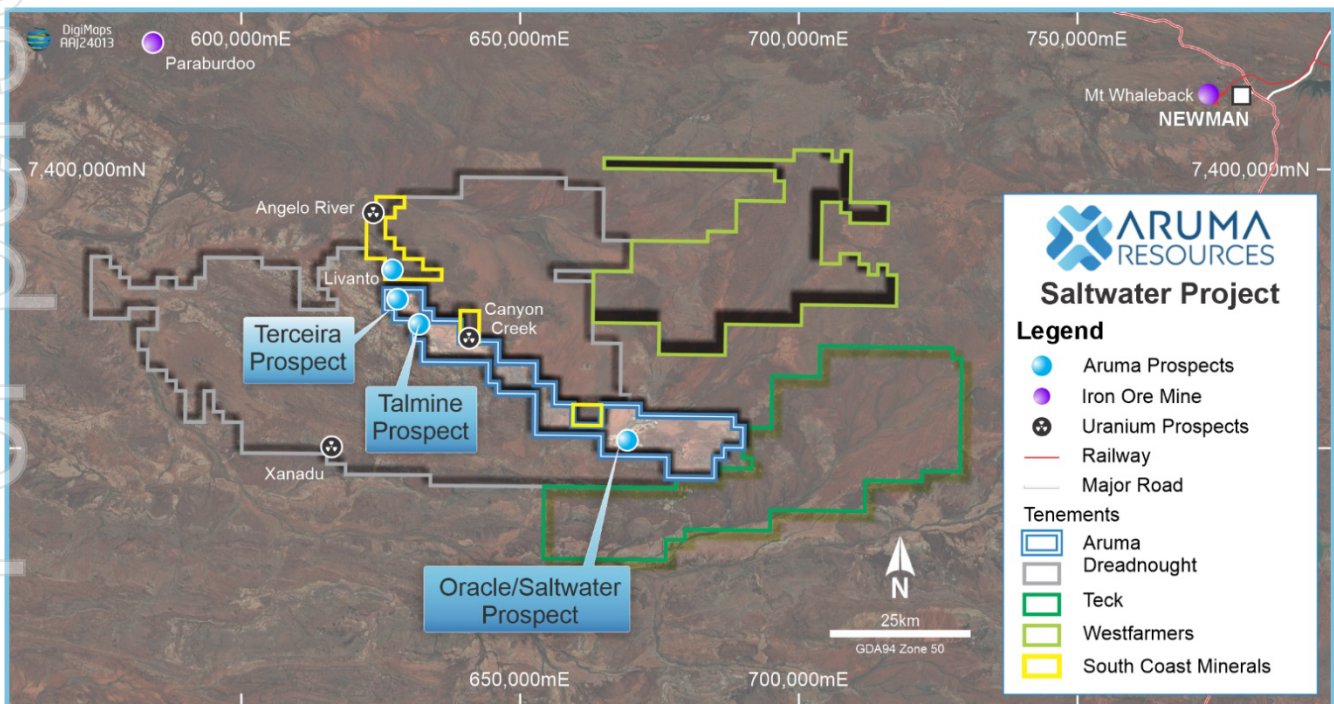 DigiMaps
ARJ24013
600,000mE
650,000mE
700,000mE
750,000mE
Paraburdoo
Mt Whaleback
NEWMAN
7,400,000mN
7,400,000mN
Angelo River
Livanto
Canyon
Creek
Terceira
Prospect
Talmine
Prospect
Xanadu
Oracle/Saltwater
Prospect
N
25km
GDA94 Zone 50
650,000mE
700,000mE
ARUMA
RESOURCES
Saltwater Project
Legend
Aruma Prospects
Iron Ore Mine
Uranium Prospects
Railway
Major Road
Tenements
Aruma
Dreadnought
Teck
Westfarmers
South Coast Minerals